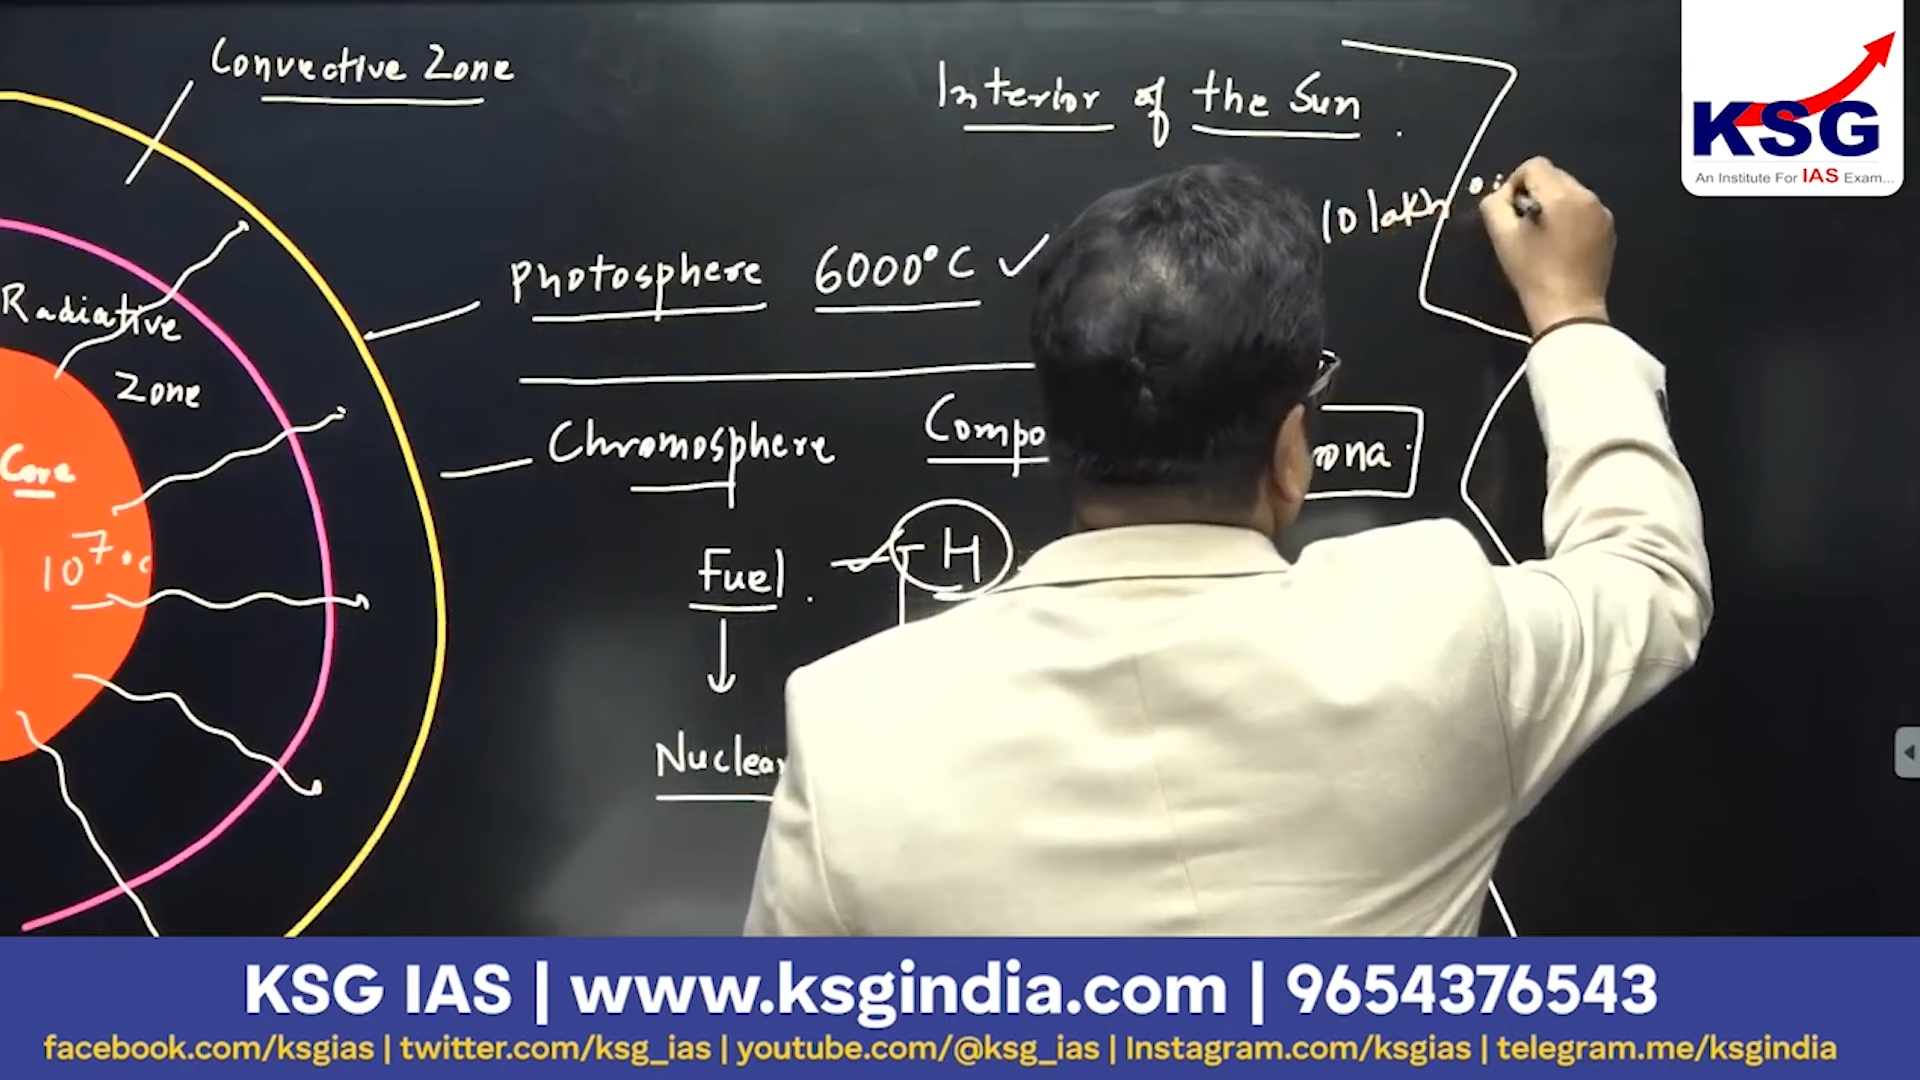 Convective Zone
Interior of the Sun.
KSG
An Institute For IAS Exam...
10 lakh °
Photosphere 6000°C ✓
Radiative
Zone
Chromosphere
Core
10⁷°C
Fuel.
H
KSG IAS | www.ksgindia.com | 9654376543
facebook.com/ksgias | twitter.com/ksg_ias | youtube.com/@ksg_ias | Instagram.com/ksgias | telegram.me/ksgindia